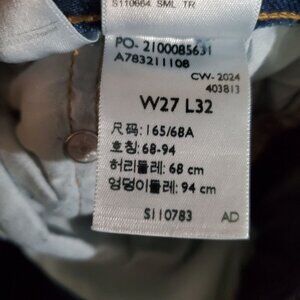 S110664 SML TR
PO- 2100085631
A783211108
CW- 2024
403813
W27 L32
尺码: 165/68A
호칭: 68-94
허리둘레: 68 cm
엉덩이둘레: 94 cm
S110783 AD